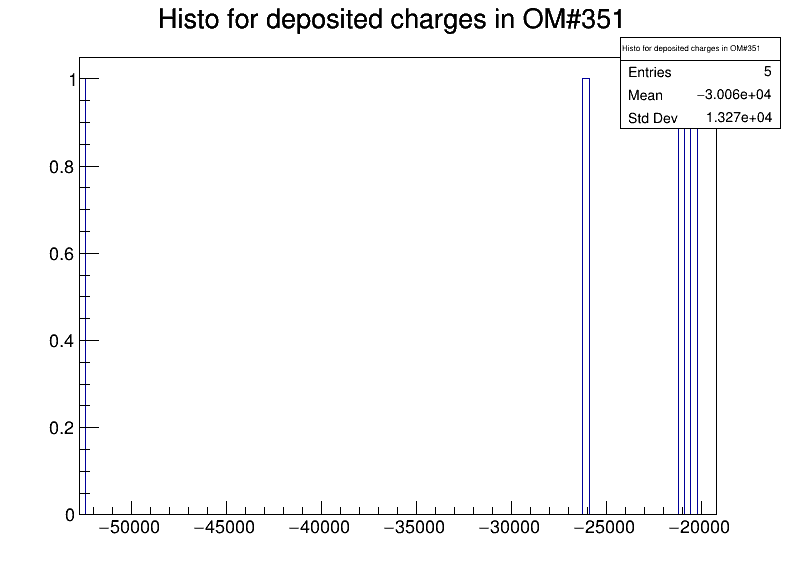 Histo for deposited charges in OM#351
Histo for deposited charges in OM#351
Entries 5
Mean −3.006e+04
Std Dev 1.327e+04
1
0.8
0.6
0.4
0.2
0
−50000 −45000 −40000 −35000 −30000 −25000 −20000